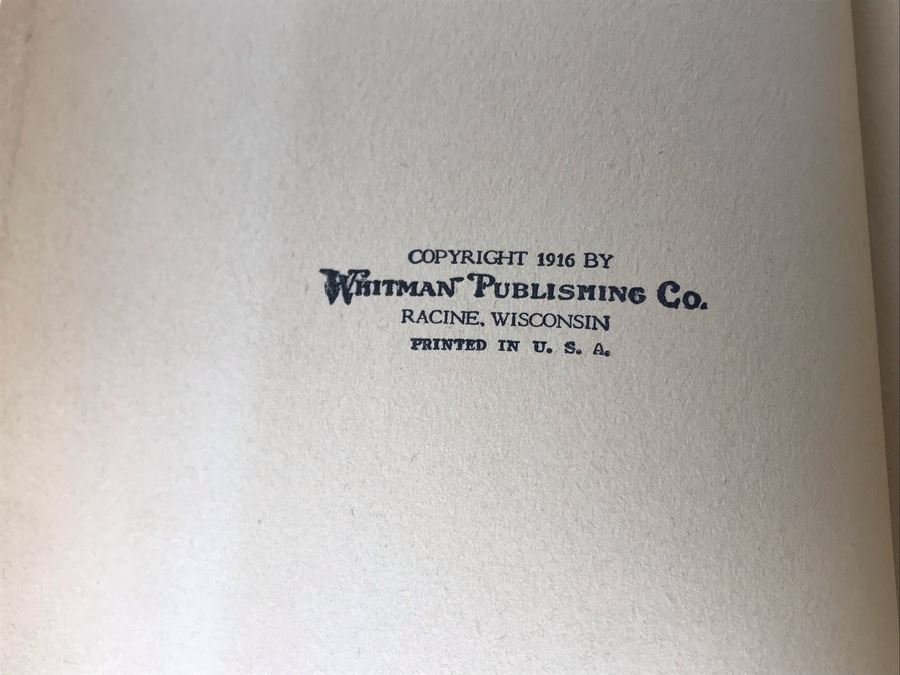 COPYRIGHT 1916 BY
WHITMAN PUBLISHING CO.
RACINE, WISCONSIN
PRINTED IN U. S. A.